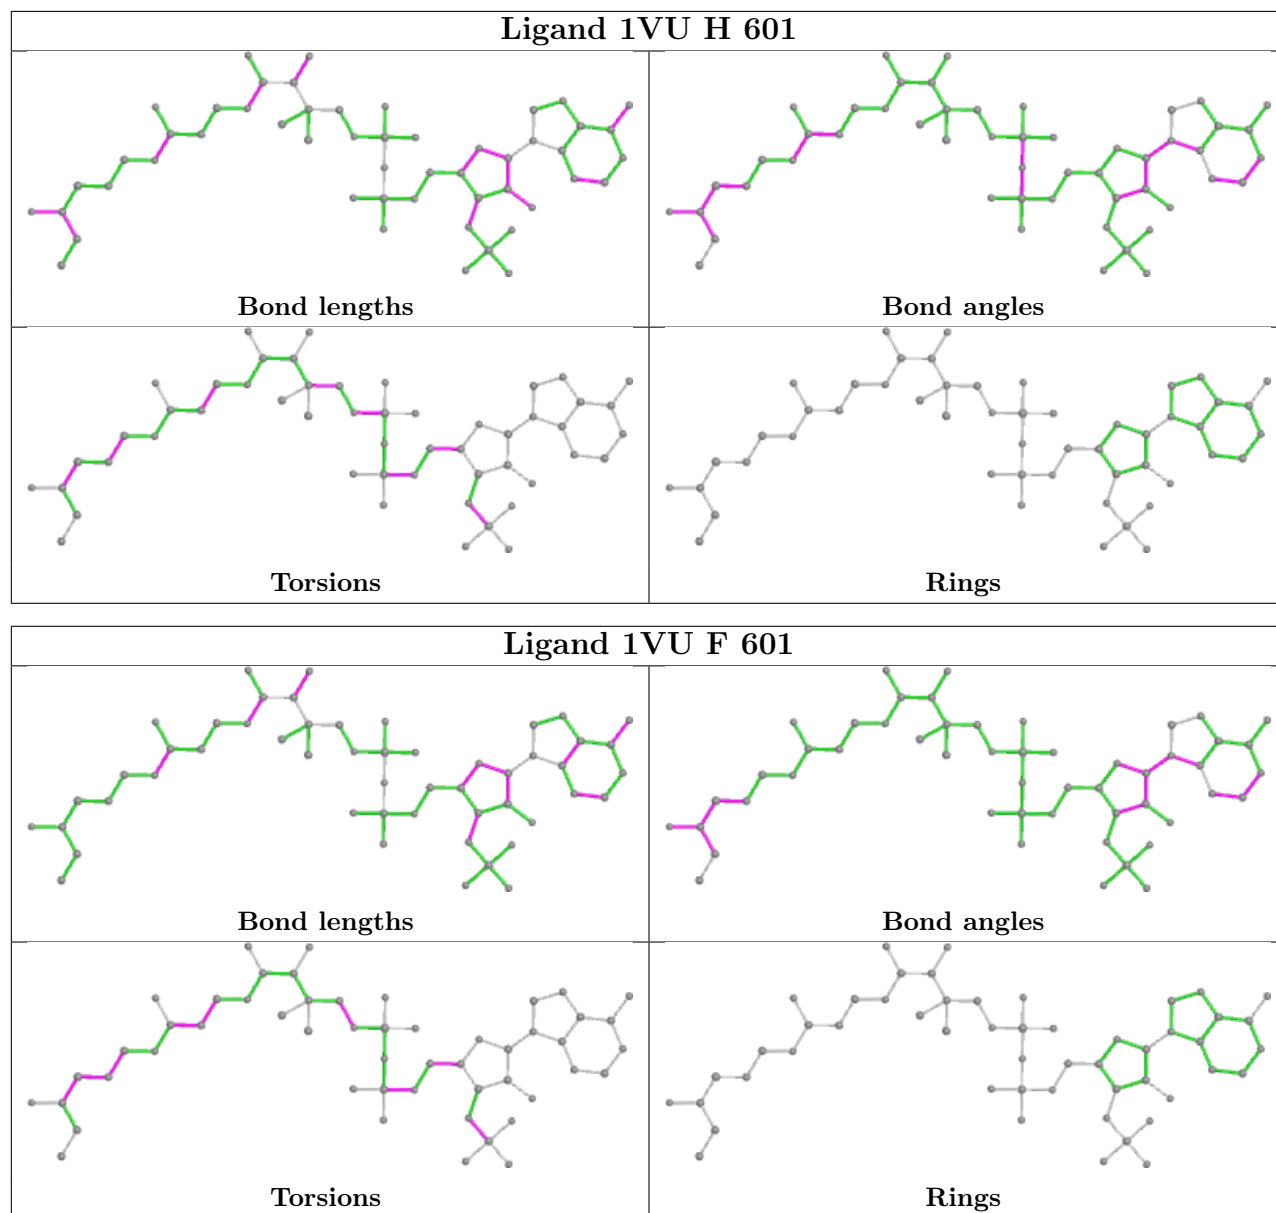 Ligand 1VU H 601
Bond lengths
Bond angles
Torsions
Rings
Ligand 1VU F 601
Bond lengths
Bond angles
Torsions
Rings